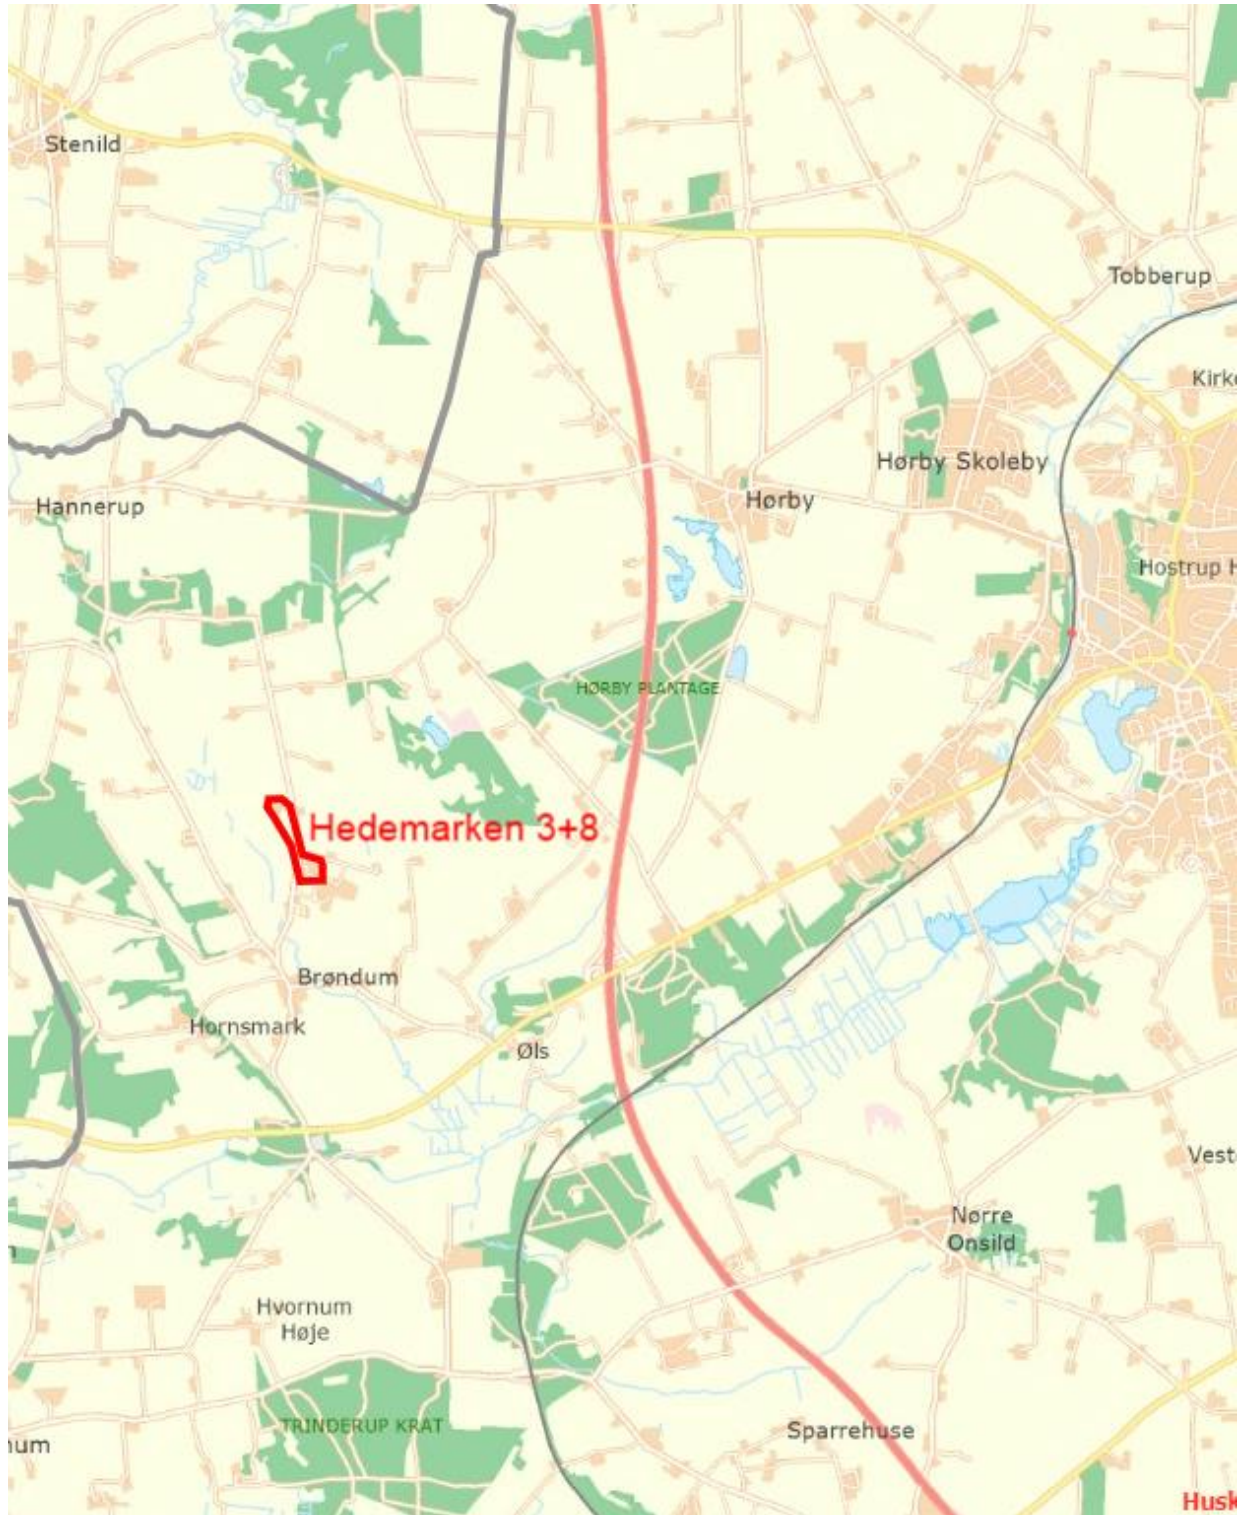 Stenild
Tobberup
Kirke
Hørby Skoleby
Hørby
Hannerup
Hostrup H
HØRBY PLANTAGE
Hedemarken 3+8
Brøndum
Hornsmark
Øls
Vest
Nørre
Onsild
Hvornum
Høje
TRINDERUP KRAT
Sparrehuse
num
Husk